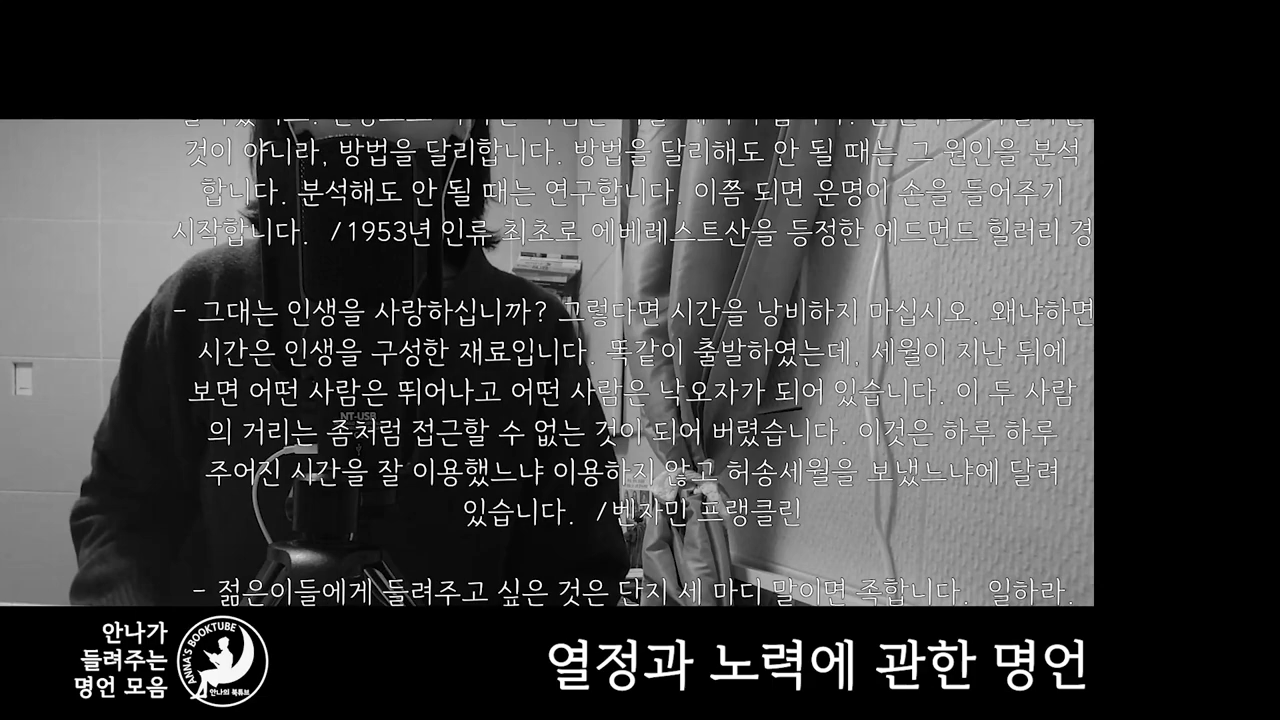 것이 아니라, 방법을 달리합니다. 방법을 달리해도 안 될 때는 그 원인을 분석
합니다. 분석해도 안 될 때는 연구합니다. 이쯤 되면 운명이 손을 들어주기
시작합니다. /1953년 인류 최초로 에베레스트산을 등정한 에드먼드 힐러리 경
- 그대는 인생을 사랑하십니까? 그렇다면 시간을 낭비하지 마십시오. 왜냐하면
시간은 인생을 구성한 재료입니다. 똑같이 출발하였는데, 세월이 지난 뒤에
보면 어떤 사람은 뛰어나고 어떤 사람은 낙오자가 되어 있습니다. 이 두 사람
의 거리는 좀처럼 접근할 수 없는 것이 되어 버렸습니다. 이것은 하루 하루
주어진 시간을 잘 이용했느냐 이용하지 않고 허송세월을 보냈느냐에 달려
있습니다. /벤자민 프랭클린
- 젊은이들에게 들려주고 싶은 것은 단지 세 마디 말이면 족합니다. 일하라.
NT-USB
안나가
들려주는
명언 모음
ANNA'S BOOKTUBE
안나의 북튜브
열정과 노력에 관한 명언